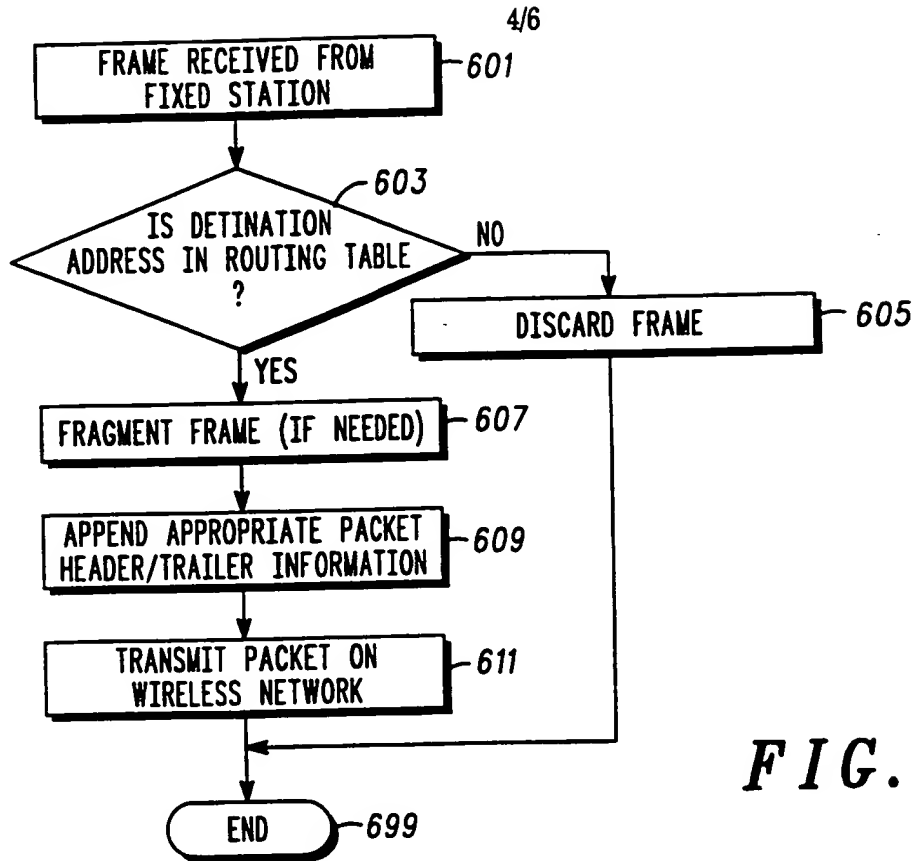 4/6
FRAME RECEIVED FROM
FIXED STATION
601
603
IS DETINATION
ADDRESS IN ROUTING TABLE
?
NO
DISCARD FRAME
605
YES
FRAGMENT FRAME (IF NEEDED)
607
APPEND APPROPRIATE PACKET
HEADER/TRAILER INFORMATION
609
TRANSMIT PACKET ON
WIRELESS NETWORK
611
END
699
FIG.